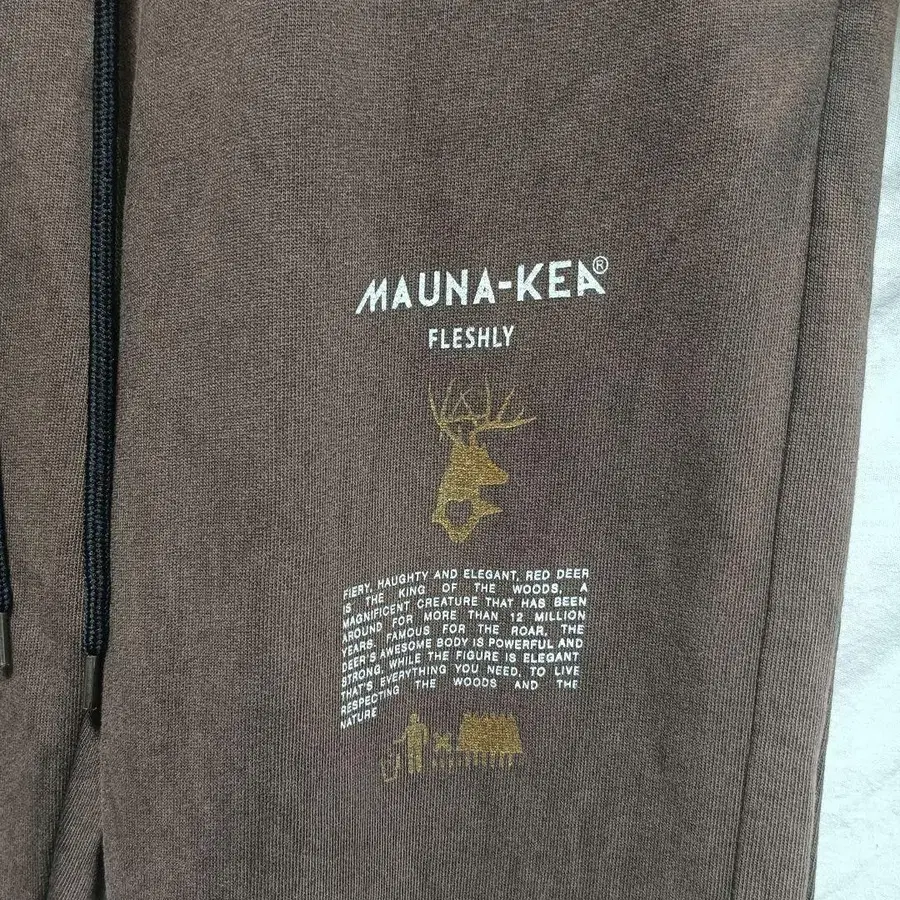 MAUNA-KEA®
FLESHLY
FIERY, HAUGHTY AND ELEGANT, RED DEER
IS THE KING OF THE WOODS, A
MAGNIFICENT CREATURE THAT HAS BEEN
AROUND FOR MORE THAN 12 MILLION
YEARS. FAMOUS FOR THE ROAR, THE
DEER'S AWESOME BODY IS POWERFUL AND
STRONG, WHILE THE FIGURE IS ELEGANT
THAT'S EVERYTHING YOU NEED, TO LIVE
RESPECTING THE WOODS AND THE
NATURE